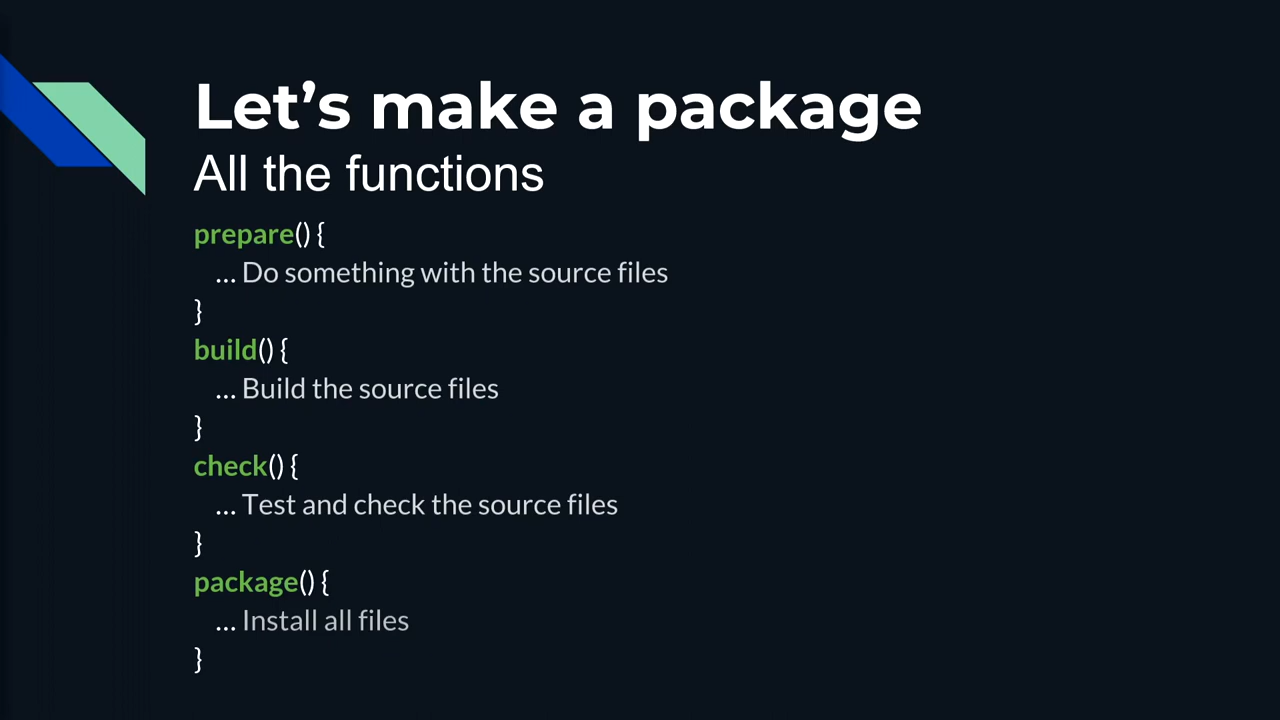 Let’s make a package
All the functions
prepare() {
... Do something with the source files
}
build() {
... Build the source files
}
check() {
... Test and check the source files
}
package() {
... Install all files
}